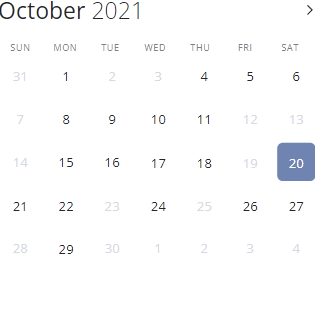 October 2021
SUN MON TUE WED THU FRI SAT
31 1 2 3 4 5 6
7 8 9 10 11 12 13
14 15 16 17 18 19 20
21 22 23 24 25 26 27
28 29 30 1 2 3 4